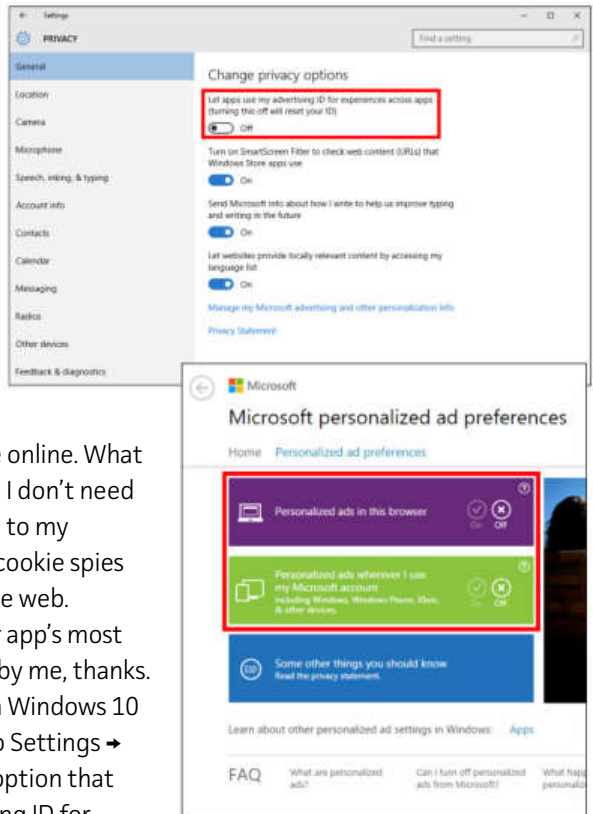 Settings
PRIVACY
Find a setting
General
Location
Camera
Microphone
Speech, inking, & typing
Account info
Contacts
Calendar
Messaging
Radios
Other devices
Feedback & diagnostics
Change privacy options
Let apps use my advertising ID for experiences across apps
(turning this off will reset your ID)
Off
Turn on SmartScreen Filter to check web content (URLs) that
Windows Store apps use
On
Send Microsoft info about how I write to help us improve typing
and writing in the future
On
Let websites provide locally relevant content by accessing my
language list
On
Manage my Microsoft advertising and other personalization info
Privacy Statement
online. What
I don't need
to my
cookie spies
web.
app's most
by me, thanks.
Windows 10
Settings →
option that
ID for
Microsoft
Microsoft personalized ad preferences
Home Personalized ad preferences
Personalized ads in this browser
On Off
Personalized ads wherever I use
my Microsoft account
Including Windows, Windows Phone, Xbox,
& other devices.
On Off
Some other things you should know
Read the privacy statement.
Learn about other personalized ad settings in Windows: Apps
FAQ
What are personalized
ads?
Can I turn off personalized
ads from Microsoft?
What